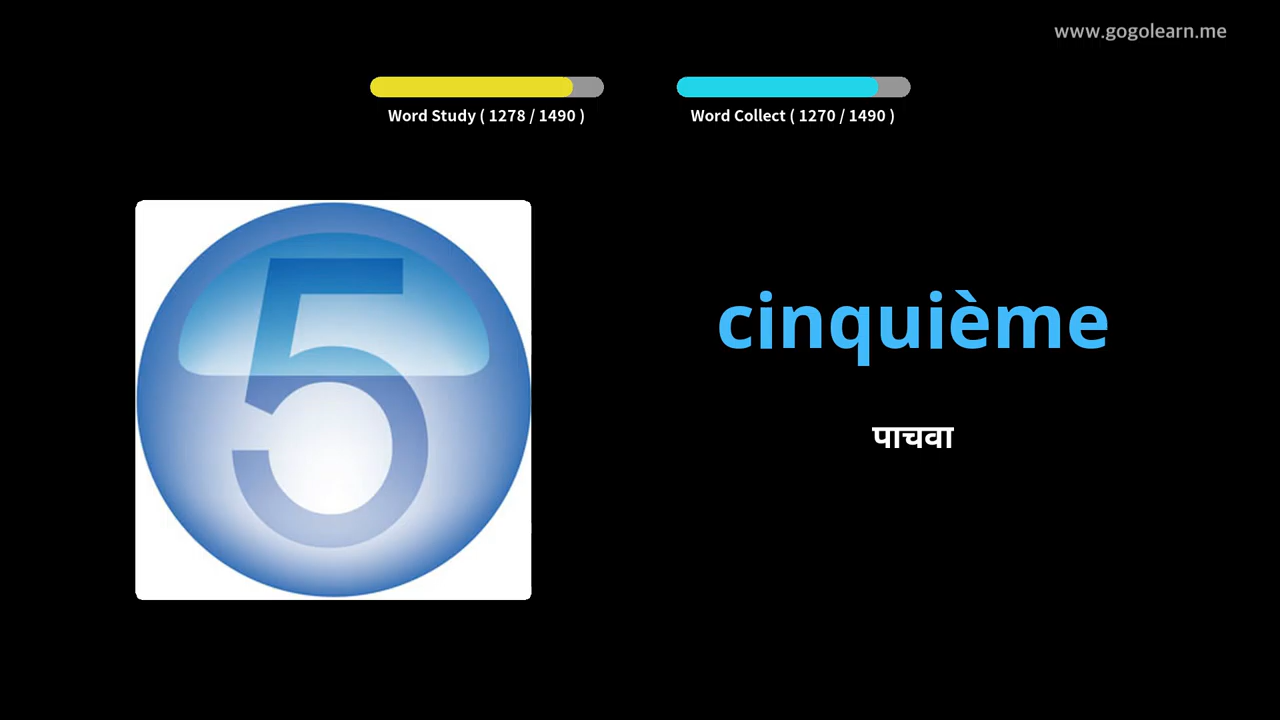 www.gogolearn.me
Word Study ( 1278 / 1490 )
Word Collect ( 1270 / 1490 )
5
cinquième
पाचवा